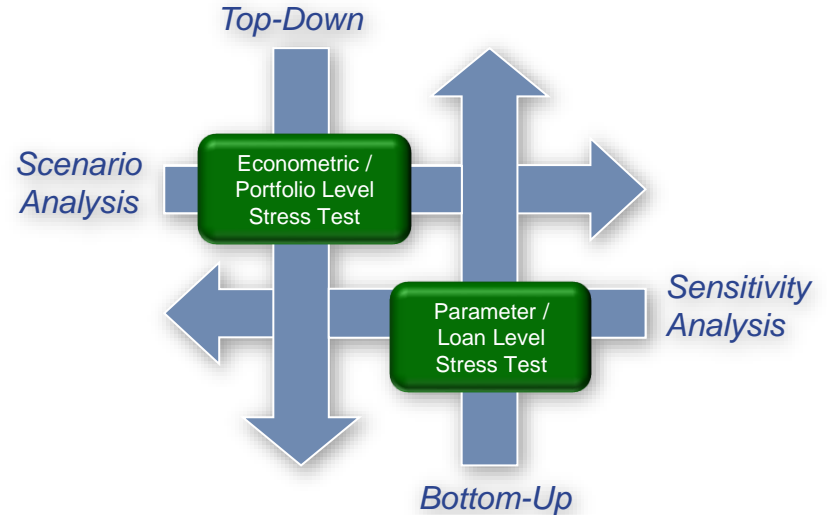 Top-Down
Scenario
Analysis
Econometric /
Portfolio Level
Stress Test
Parameter /
Loan Level
Stress Test
Sensitivity
Analysis
Bottom-Up